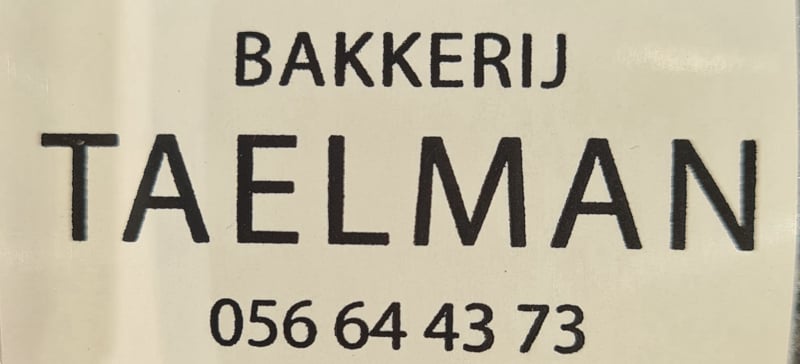 BAKKERIJ
TAELMAN
056 64 43 73